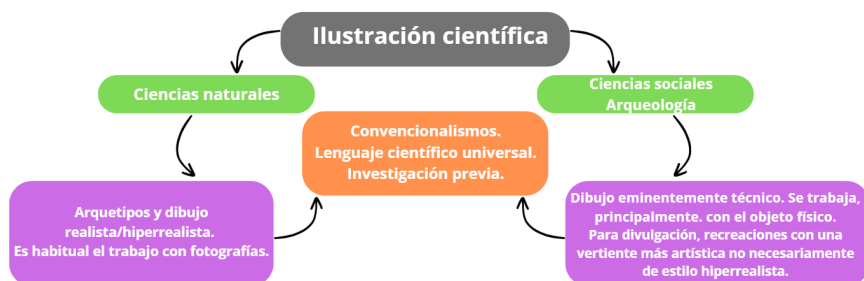 Ilustración científica
Ciencias naturales
Ciencias sociales
Arqueología
Convencionalismos.
Lenguaje científico universal.
Investigación previa.
Arquetipos y dibujo
realista/hiperrealista.
Es habitual el trabajo con fotografías.
Dibujo eminentemente técnico. Se trabaja,
principalmente. con el objeto físico.
Para divulgación, recreaciones con una
vertiente más artística no necesariamente
de estilo hiperrealista.